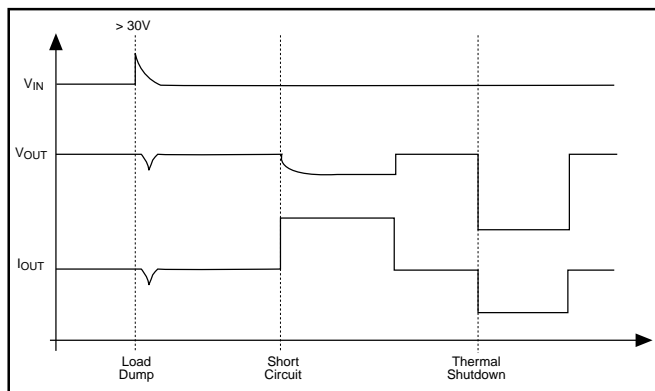 > 30V
VIN
VOUT
IOUT
Load
Dump
Short
Circuit
Thermal
Shutdown